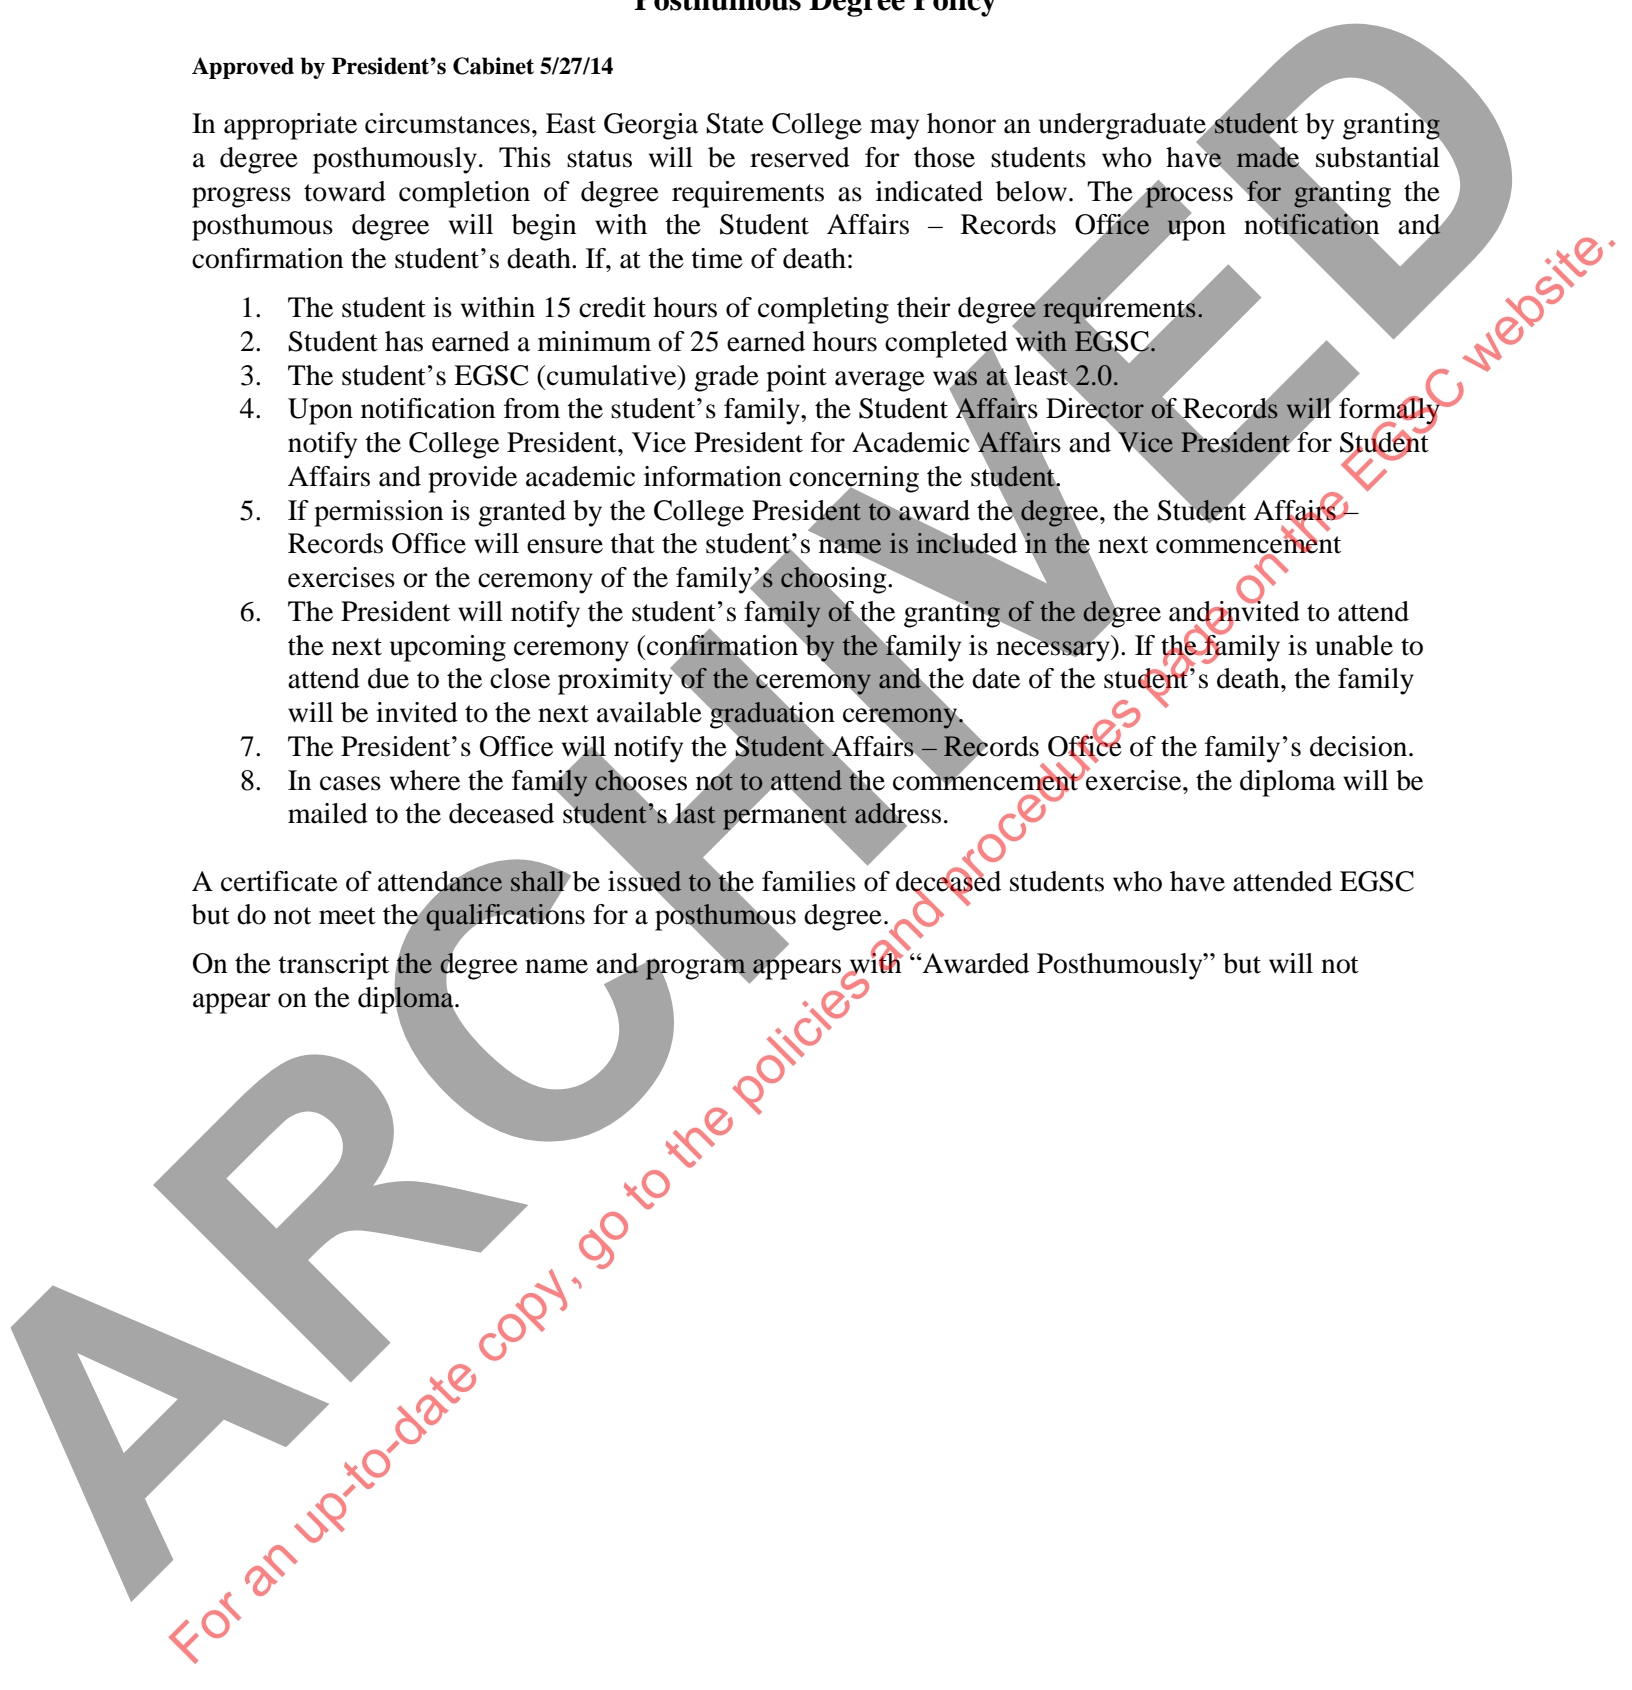 Posthumous Degree Policy
Approved by President’s Cabinet 5/27/14
In appropriate circumstances, East Georgia State College may honor an undergraduate student by granting
a degree posthumously. This status will be reserved for those students who have made substantial
progress toward completion of degree requirements as indicated below. The process for granting the
posthumous degree will begin with the Student Affairs – Records Office upon notification and
confirmation the student’s death. If, at the time of death:
1. The student is within 15 credit hours of completing their degree requirements.
2. Student has earned a minimum of 25 earned hours completed with EGSC.
3. The student’s EGSC (cumulative) grade point average was at least 2.0.
4. Upon notification from the student’s family, the Student Affairs Director of Records will formally
notify the College President, Vice President for Academic Affairs and Vice President for Student
Affairs and provide academic information concerning the student.
5. If permission is granted by the College President to award the degree, the Student Affairs –
Records Office will ensure that the student’s name is included in the next commencement
exercises or the ceremony of the family’s choosing.
6. The President will notify the student’s family of the granting of the degree and invited to attend
the next upcoming ceremony (confirmation by the family is necessary). If the family is unable to
attend due to the close proximity of the ceremony and the date of the student’s death, the family
will be invited to the next available graduation ceremony.
7. The President’s Office will notify the Student Affairs – Records Office of the family’s decision.
8. In cases where the family chooses not to attend the commencement exercise, the diploma will be
mailed to the deceased student’s last permanent address.
A certificate of attendance shall be issued to the families of deceased students who have attended EGSC
but do not meet the qualifications for a posthumous degree.
On the transcript the degree name and program appears with “Awarded Posthumously” but will not
appear on the diploma.
ARCHIVED
For an up-to-date copy, go to the policies and procedures page on the EGSC website.